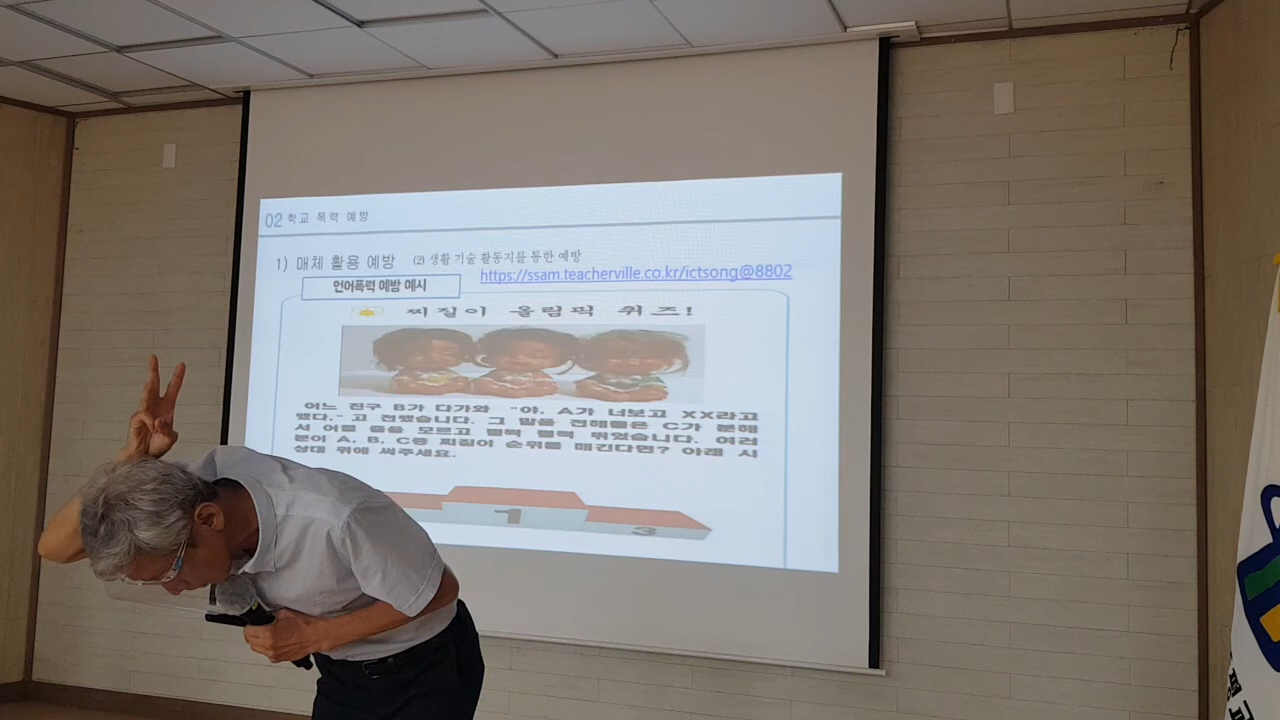 02 학교 폭력 예방
1) 매체 활용 예방 (2) 생활 기술 활동지를 통한 예방
https://ssam.teacherville.co.kr/ictsong@8802
언어폭력 예방 예시
찌질이 올림픽 퀴즈!
어느 친구 B가 다가와 "야, A가 너보고 XX라고
했다." 고 전했습니다. 그 말을 전해들은 C가 분해
서 어쩔 줄을 모르고 펄쩍 펄쩍 뛰었습니다. 여러
분이 A, B, C중 찌질이 순위를 매긴다면? 아래 시
상대 위에 써주세요.
1
3